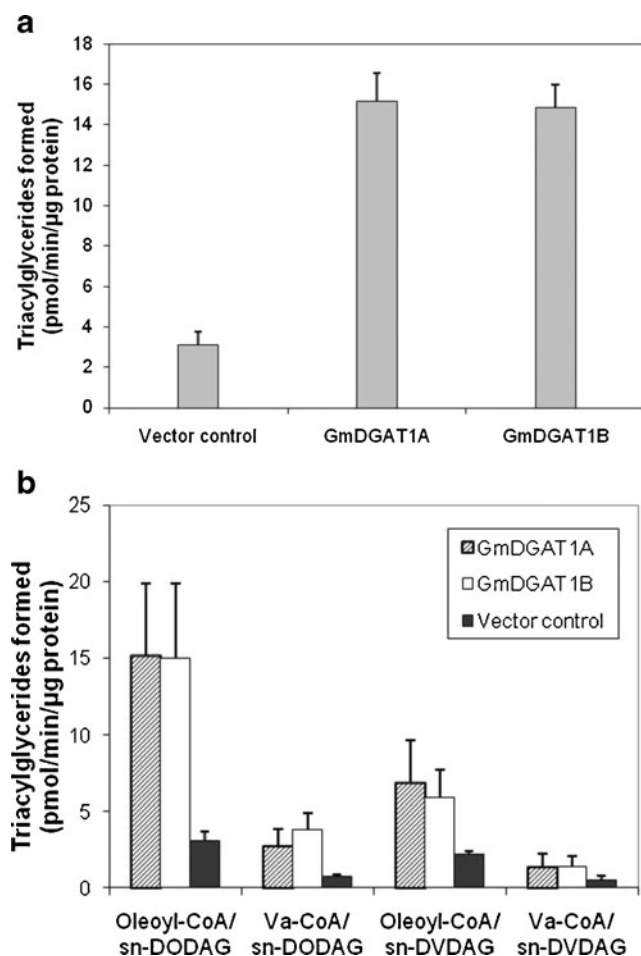 a
Triacylglycerides formed
(pmol/min/µg protein)
18
16
14
12
10
8
6
4
2
0
Vector control GmDGAT1A GmDGAT1B
b
Triacylglycerides formed
(pmol/min/µg protein)
25
20
15
10
5
0
GmDGAT1A
GmDGAT1B
Vector control
Oleoyl-CoA/ Va-CoA/ Oleoyl-CoA/ Va-CoA/
sn-DODAG sn-DODAG sn-DVDAG sn-DVDAG